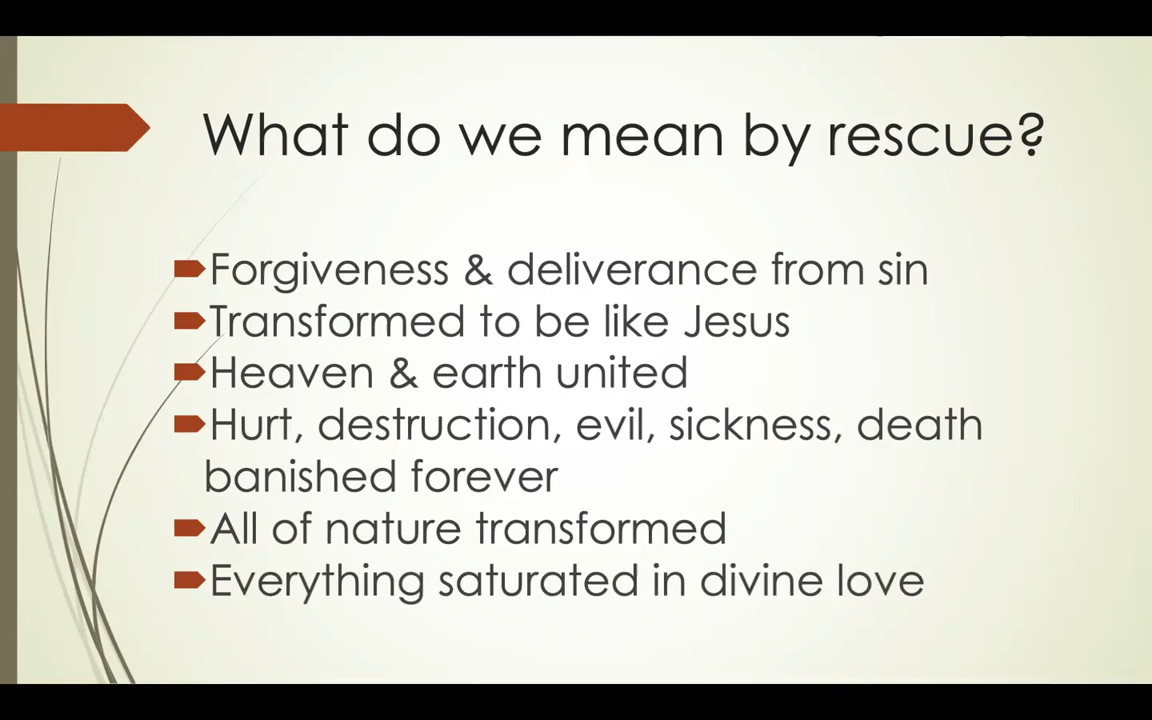 What do we mean by rescue?
Forgiveness & deliverance from sin
Transformed to be like Jesus
Heaven & earth united
Hurt, destruction, evil, sickness, death
banished forever
All of nature transformed
Everything saturated in divine love